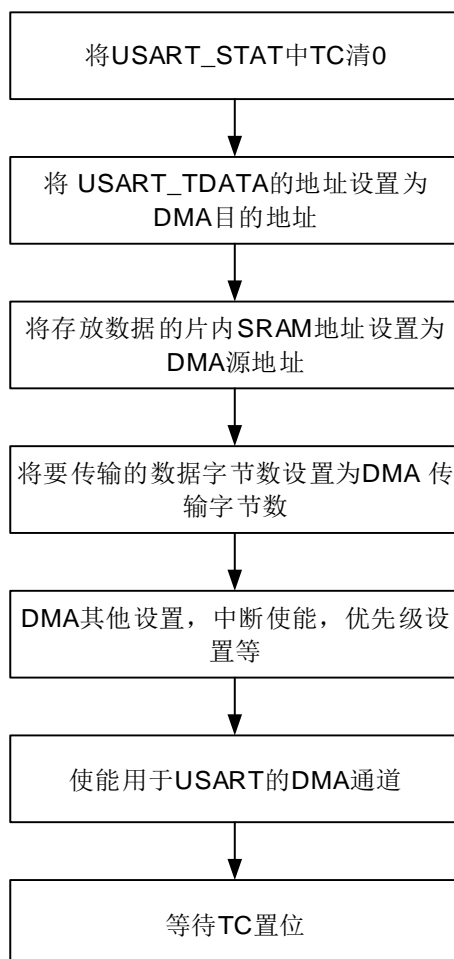 将USART_STAT中TC清0
将 USART_TDATA的地址设置为
DMA目的地址
将存放数据的片内SRAM地址设置为
DMA源地址
将要传输的数据字节数设置为DMA 传
输字节数
DMA其他设置，中断使能，优先级设
置等
使能用于USART的DMA通道
等待TC置位